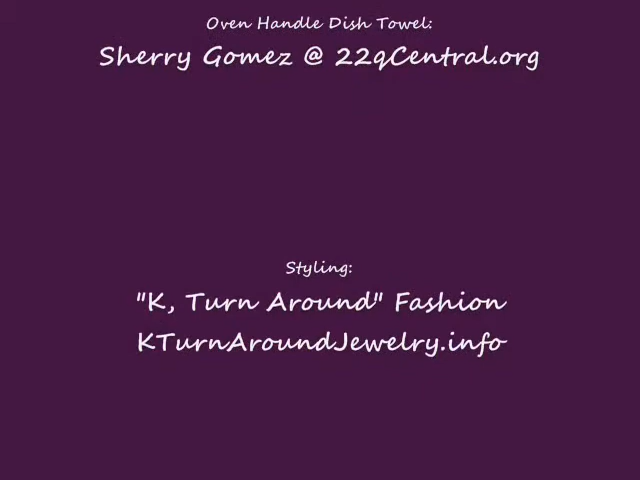 Oven Handle Dish Towel:
Sherry Gomez @ 22qCentral.org
Styling:
"K, Turn Around" Fashion
KTurnAroundJewelry.info